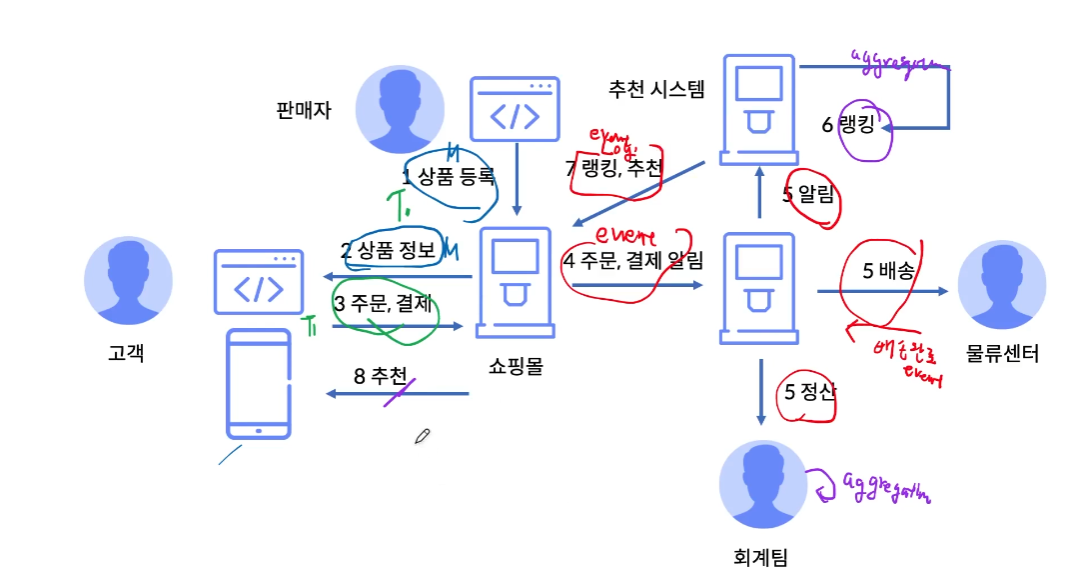 추천 시스템
aggregation
판매자
</>
6 랭킹
event
Log.
M
7 랭킹, 추천
1 상품 등록
5 알림
T1
event
2 상품 정보 M
4 주문, 결제 알림
5 배송
</>
3 주문, 결제
T1
배송완료
event
고객
쇼핑몰
물류센터
8 추천
5 정산
aggregation
회계팀